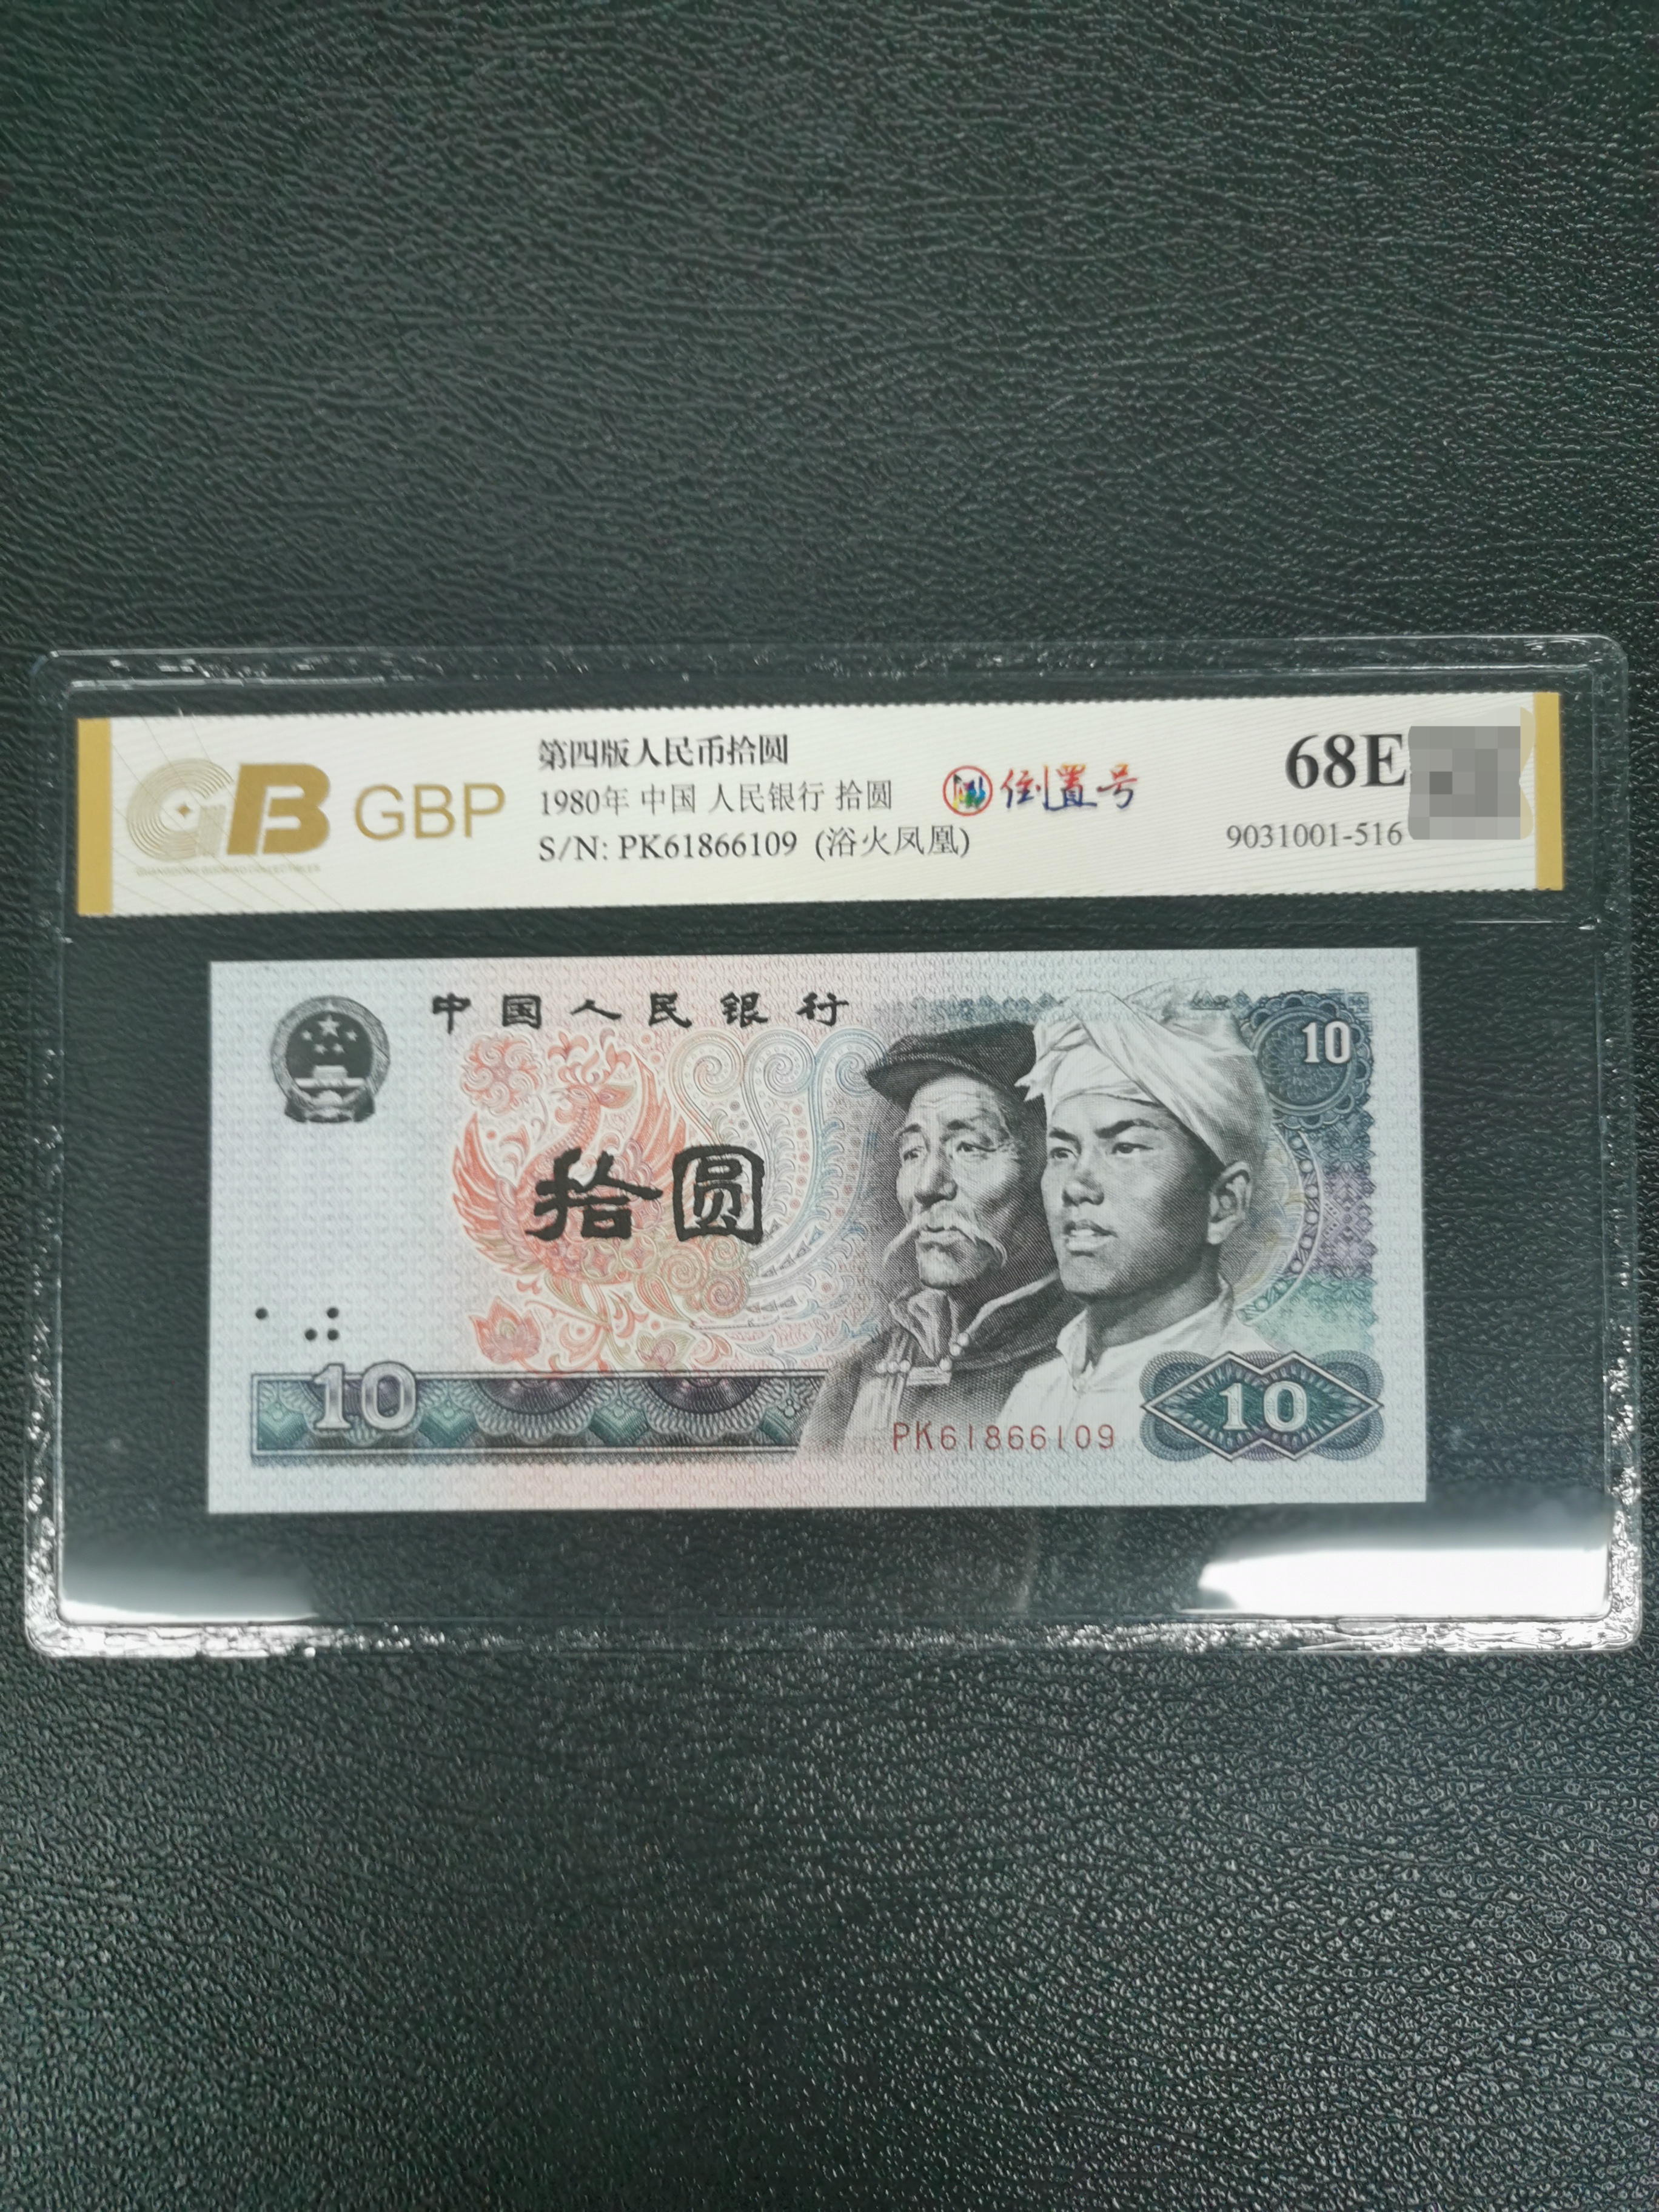 GB GBP
第四版人民币拾圆
1980年 中国 人民银行 拾圆
倒置号
S/N: PK61866109 (浴火凤凰)
68E
9031001-516
中国人民银行
10
拾圆
10
PK61866109
10